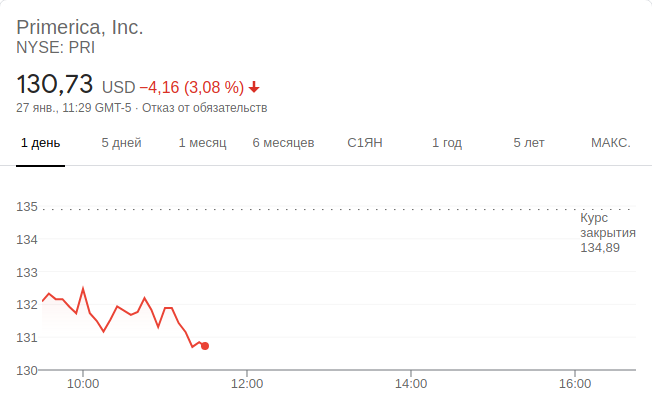 Primerica, Inc.
NYSE: PRI
130,73 USD −4,16 (3,08 %)
27 янв., 11:29 GMT-5 · Отказ от обязательств
1 день 5 дней 1 месяц 6 месяцев С1ЯН 1 год 5 лет МАКС.
135
Курс
закрытия
134,89
134
133
132
131
130
10:00 12:00 14:00 16:00